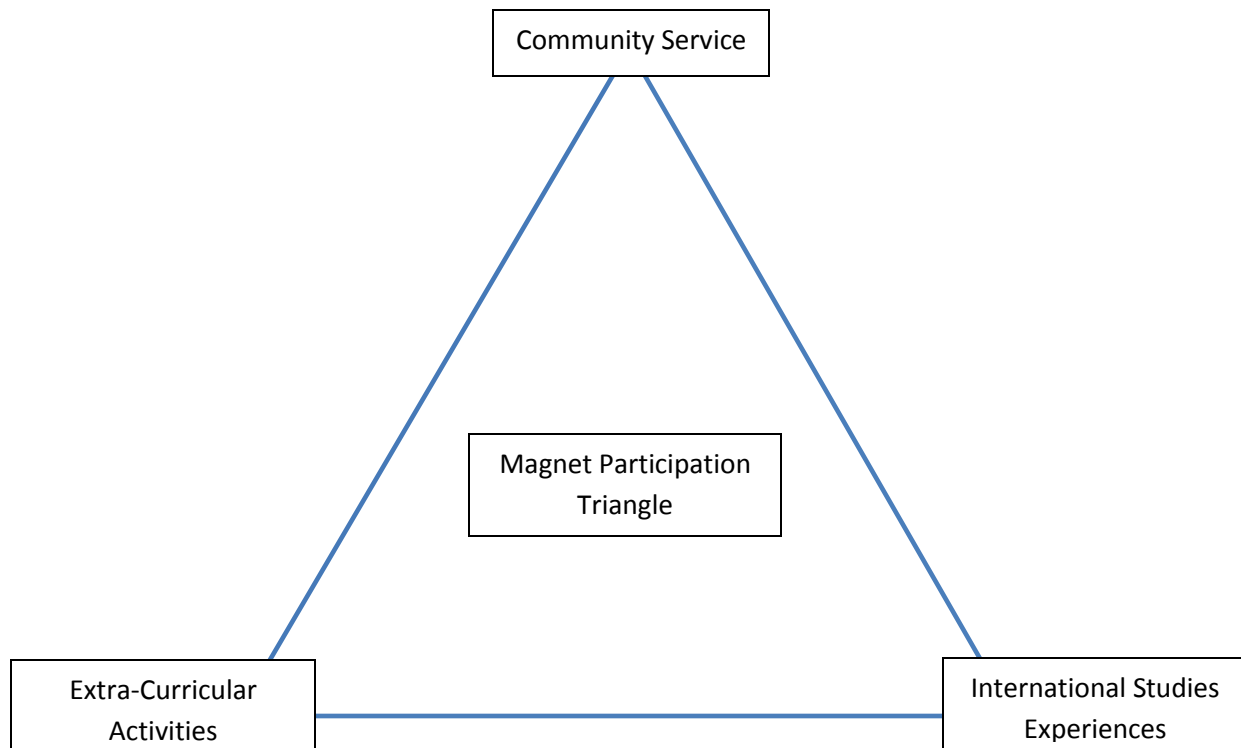 Community Service
Magnet Participation
Triangle
Extra-Curricular
Activities
International Studies
Experiences